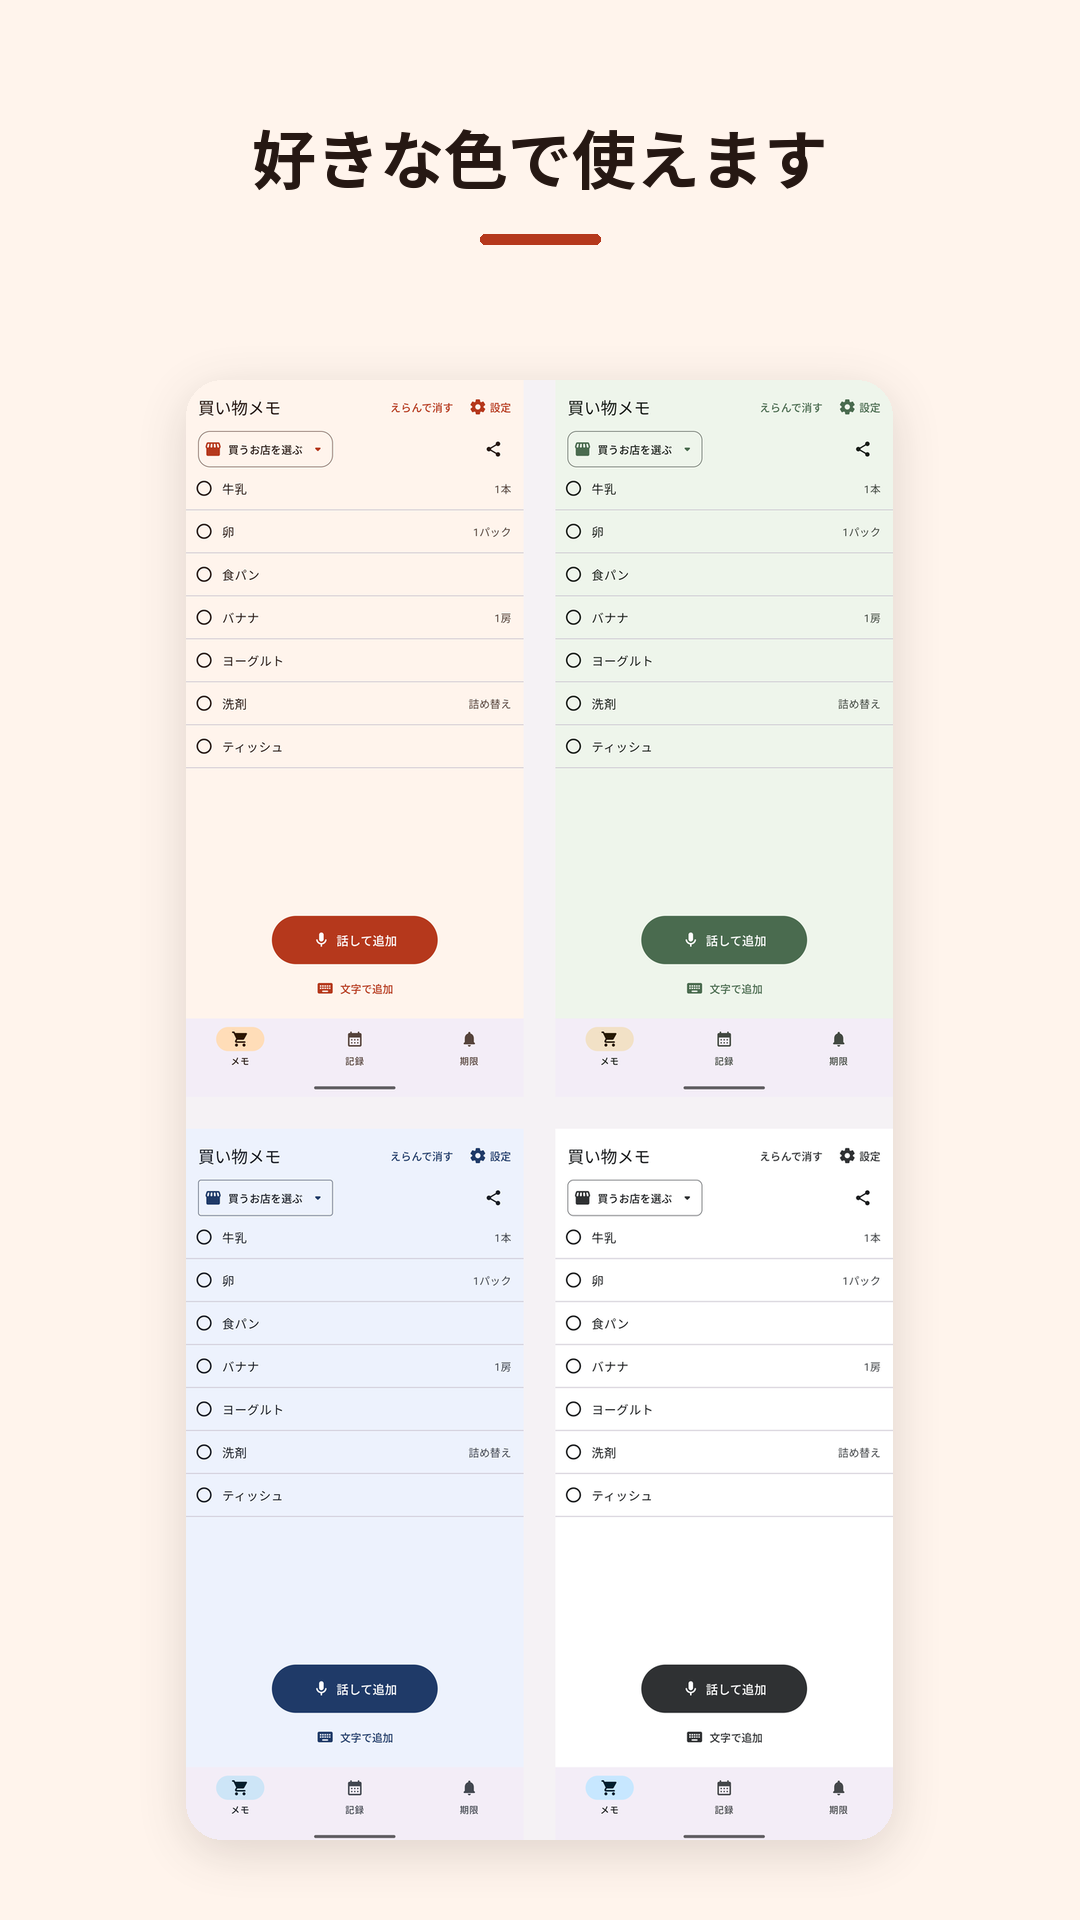 好きな色で使えます
買い物メモ えらんで消す 設定
買うお店を選ぶ
牛乳 1本
卵 1パック
食パン
バナナ 1房
ヨーグルト
洗剤 詰め替え
ティッシュ
話して追加
文字で追加
メモ 記録 期限
買い物メモ えらんで消す 設定
買うお店を選ぶ
牛乳 1本
卵 1パック
食パン
バナナ 1房
ヨーグルト
洗剤 詰め替え
ティッシュ
話して追加
文字で追加
メモ 記録 期限
買い物メモ えらんで消す 設定
買うお店を選ぶ
牛乳 1本
卵 1パック
食パン
バナナ 1房
ヨーグルト
洗剤 詰め替え
ティッシュ
話して追加
文字で追加
メモ 記録 期限
買い物メモ えらんで消す 設定
買うお店を選ぶ
牛乳 1本
卵 1パック
食パン
バナナ 1房
ヨーグルト
洗剤 詰め替え
ティッシュ
話して追加
文字で追加
メモ 記録 期限